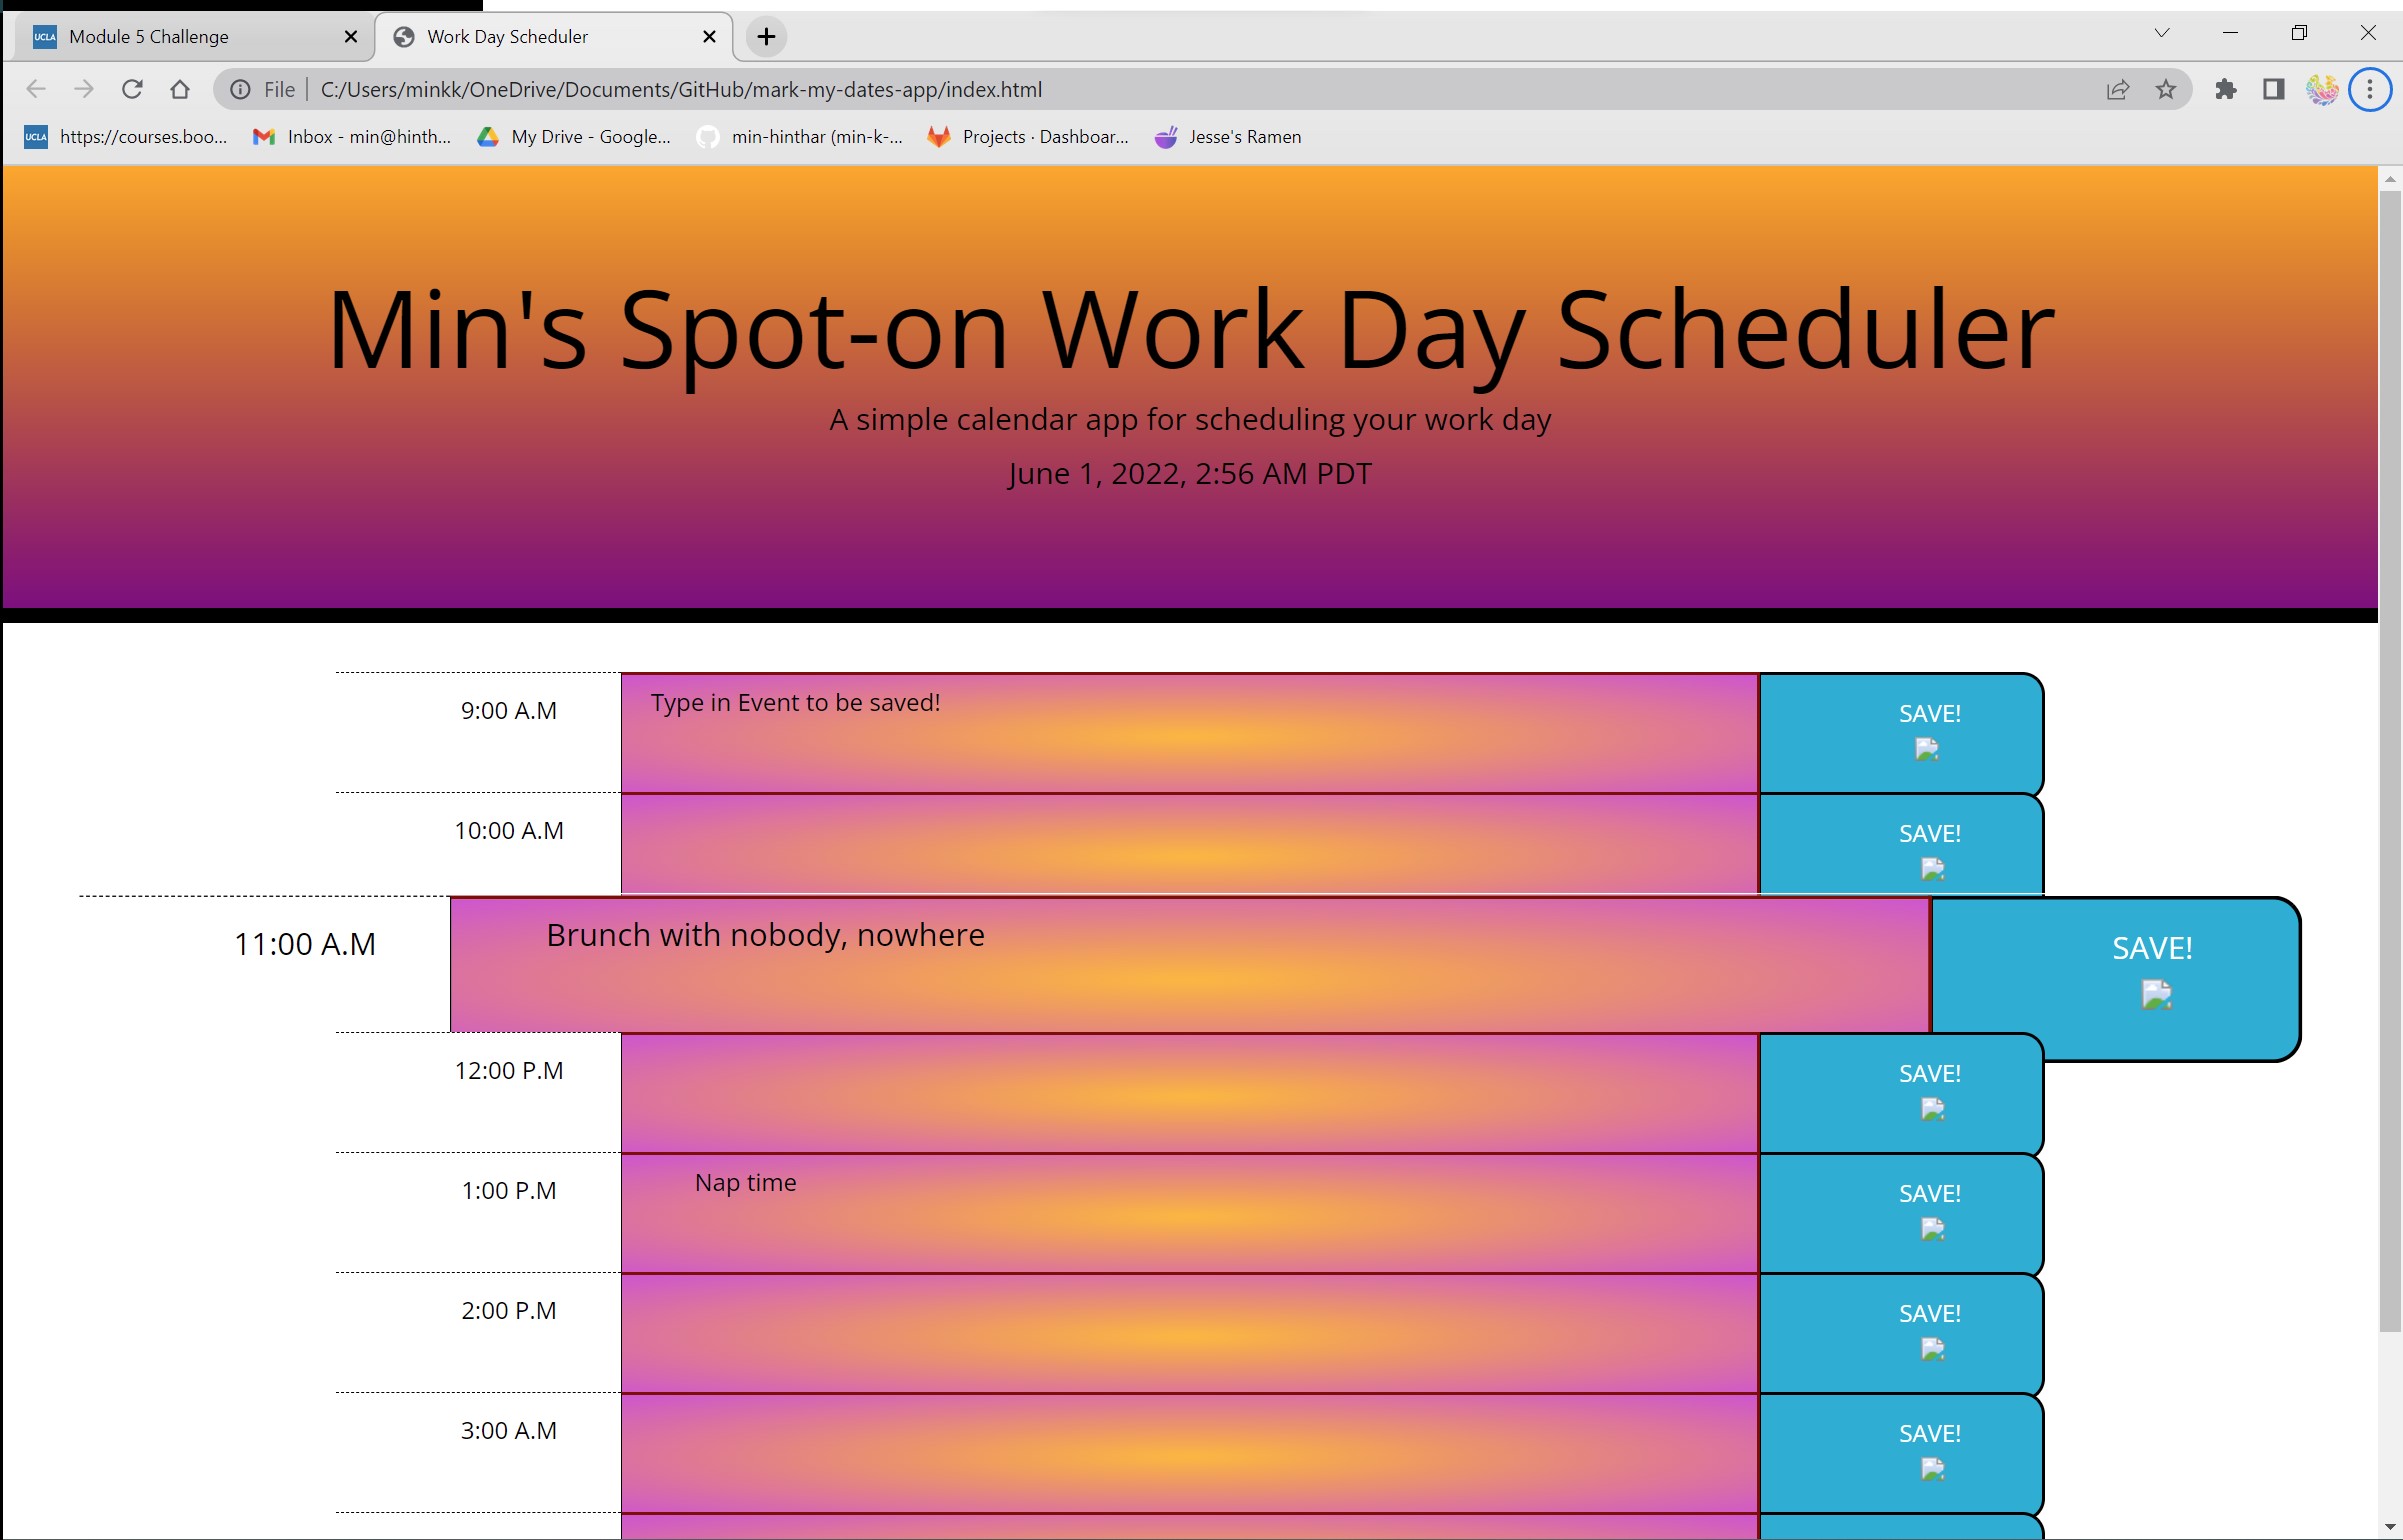 UCLA Module 5 Challenge Work Day Scheduler
File C:/Users/minkk/OneDrive/Documents/GitHub/mark-my-dates-app/index.html
UCLA https://courses.boo... Inbox - min@hinth... My Drive - Google... min-hinthar (min-k-... Projects · Dashboar... Jesse's Ramen
Min's Spot-on Work Day Scheduler
A simple calendar app for scheduling your work day
June 1, 2022, 2:56 AM PDT
9:00 A.M Type in Event to be saved! SAVE!
10:00 A.M SAVE!
11:00 A.M Brunch with nobody, nowhere SAVE!
12:00 P.M SAVE!
1:00 P.M Nap time SAVE!
2:00 P.M SAVE!
3:00 A.M SAVE!